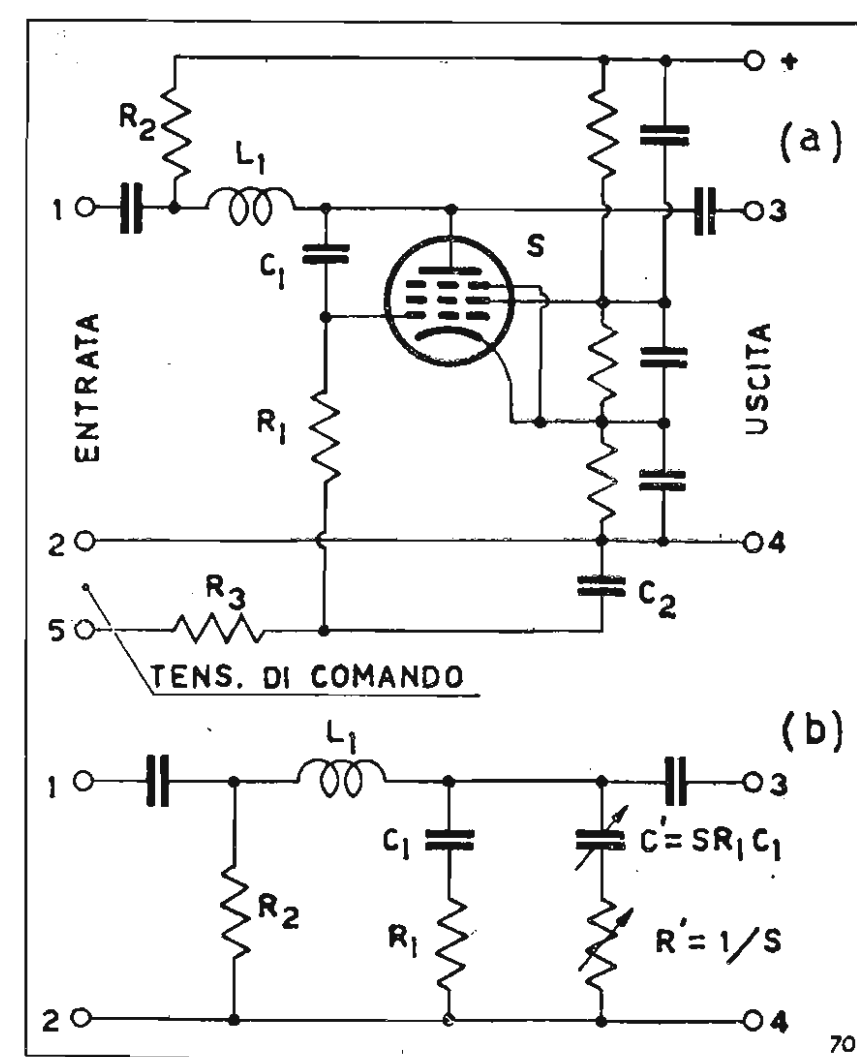 +
R2
(a)
L1
1
3
C1
S
ENTRATA
R1
USCITA
2
4
R3
C2
5
TENS. DI COMANDO
(b)
L1
1
3
C1
C' = SR1C1
R2
R1
R' = 1/S
2
4
70